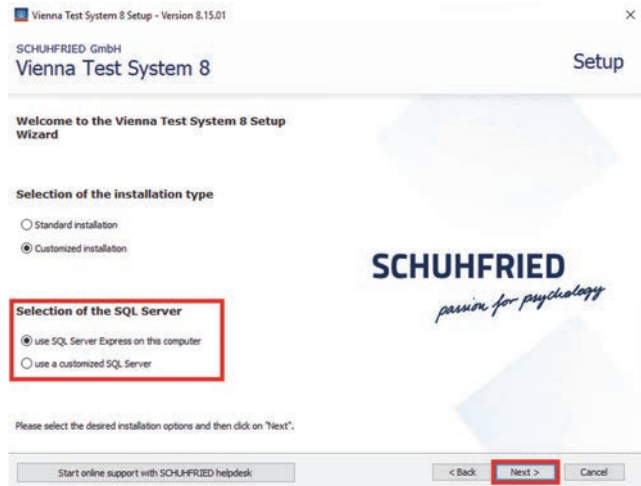 Vienna Test System 8 Setup - Version 8.15.01
SCHUHFRIED GmbH
Vienna Test System 8
Setup
Welcome to the Vienna Test System 8 Setup
Wizard
Selection of the installation type
Standard installation
Customized installation
SCHUHFRIED
passion for psychology
Selection of the SQL Server
use SQL Server Express on this computer
use a customized SQL Server
Please select the desired installation options and then click on "Next".
Start online support with SCHUHFRIED helpdesk
< Back
Next >
Cancel